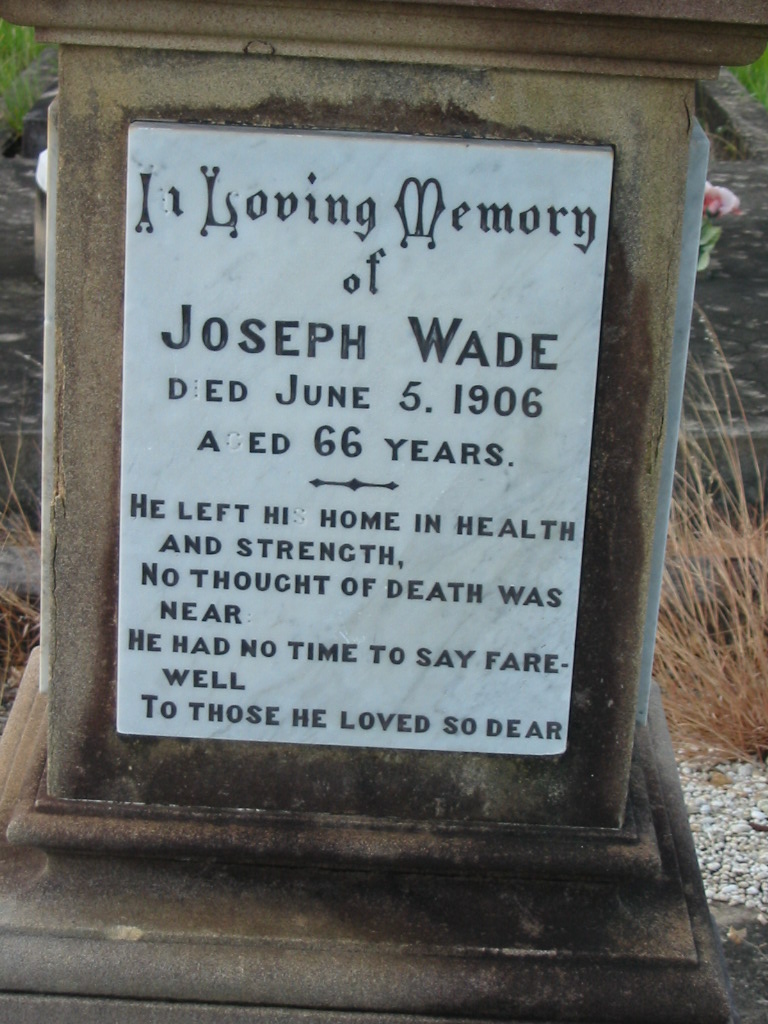 In Loving Memory
of
JOSEPH WADE
DIED JUNE 5. 1906
AGED 66 YEARS.
HE LEFT HIS HOME IN HEALTH
AND STRENGTH,
NO THOUGHT OF DEATH WAS
NEAR
HE HAD NO TIME TO SAY FARE-
WELL
TO THOSE HE LOVED SO DEAR